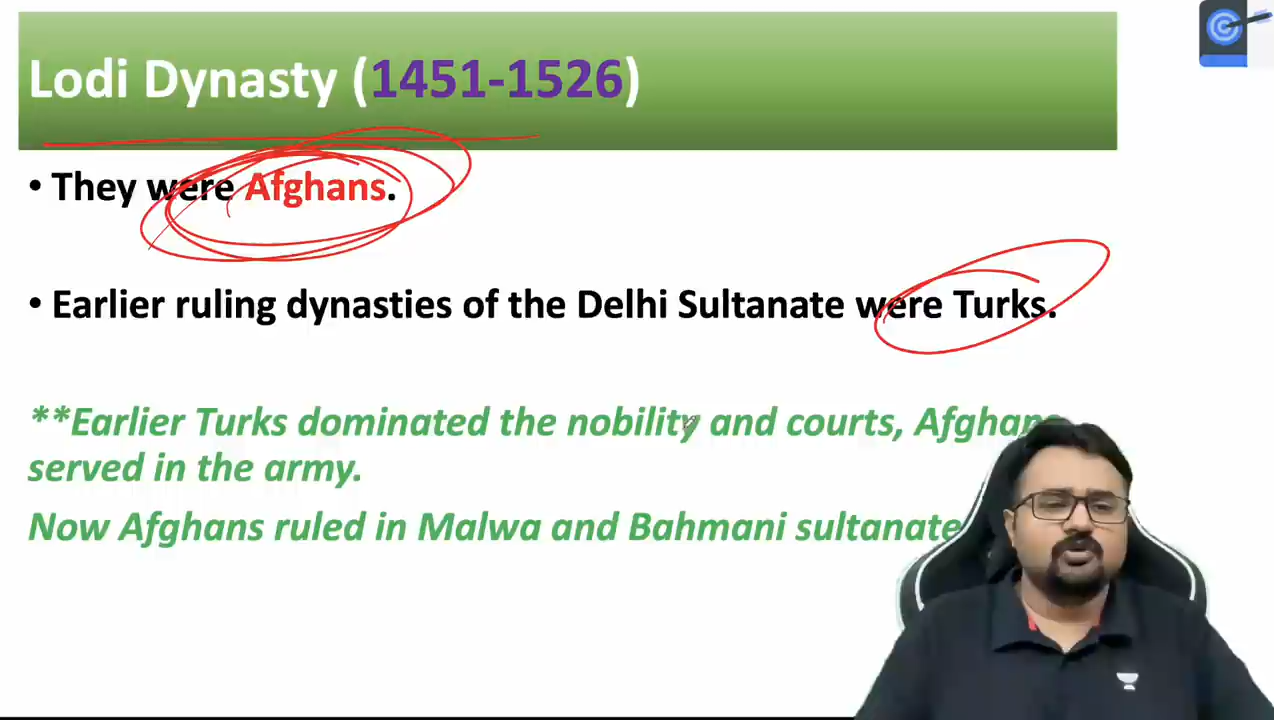 Lodi Dynasty (1451-1526)
• They were Afghans.
• Earlier ruling dynasties of the Delhi Sultanate were Turks.
**Earlier Turks dominated the nobility and courts, Afghans
served in the army.
Now Afghans ruled in Malwa and Bahmani sultanate